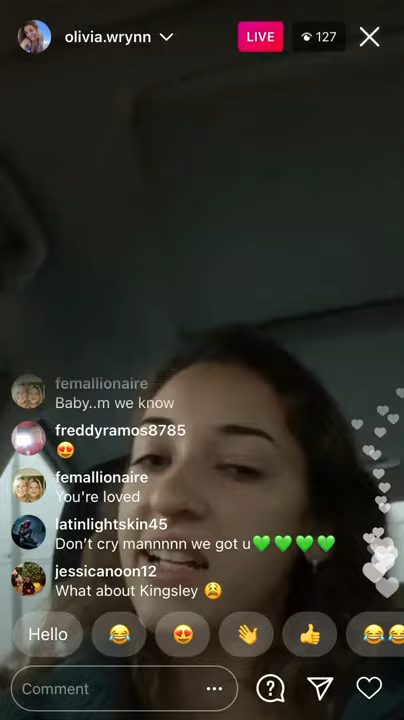 olivia.wrynn
LIVE
127
femallionaire
Baby..m we know
freddyramos8785
😍
femallionaire
You're loved
latinlightskin45
Don't cry mannnnn we got u💚💚💚💚
jessicanoon12
What about Kingsley 😫
Hello 😂 😍 👋 👍 😂😂
Comment